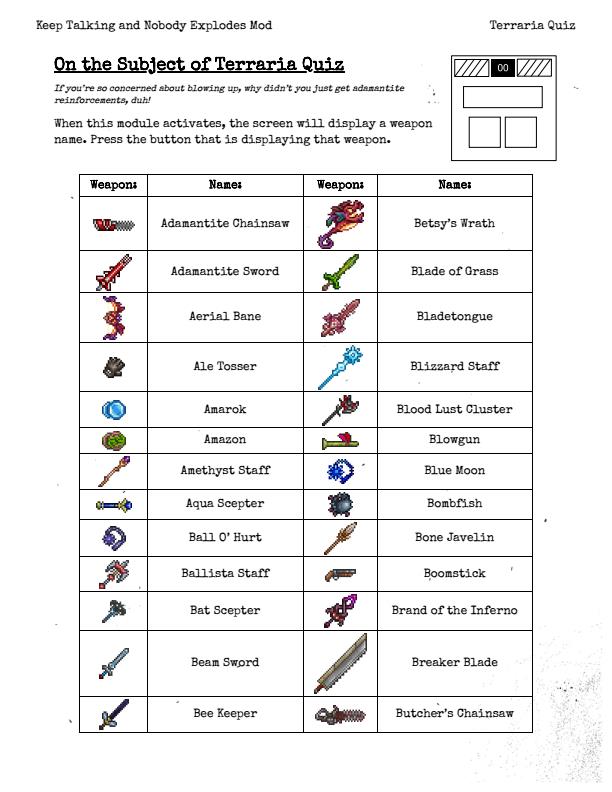 Keep Talking and Nobody Explodes Mod Terraria Quiz
On the Subject of Terraria Quiz
If you're so concerned about blowing up, why didn't you just get adamantite
reinforcements, duh!
When this module activates, the screen will display a weapon
name. Press the button that is displaying that weapon.
00
Weapon: Name: Weapon: Name:
Adamantite Chainsaw Betsy's Wrath
Adamantite Sword Blade of Grass
Aerial Bane Bladetongue
Ale Tosser Blizzard Staff
Amarok Blood Lust Cluster
Amazon Blowgun
Amethyst Staff Blue Moon
Aqua Scepter Bombfish
Ball O' Hurt Bone Javelin
Ballista Staff Boomstick
Bat Scepter Brand of the Inferno
Beam Sword Breaker Blade
Bee Keeper Butcher's Chainsaw